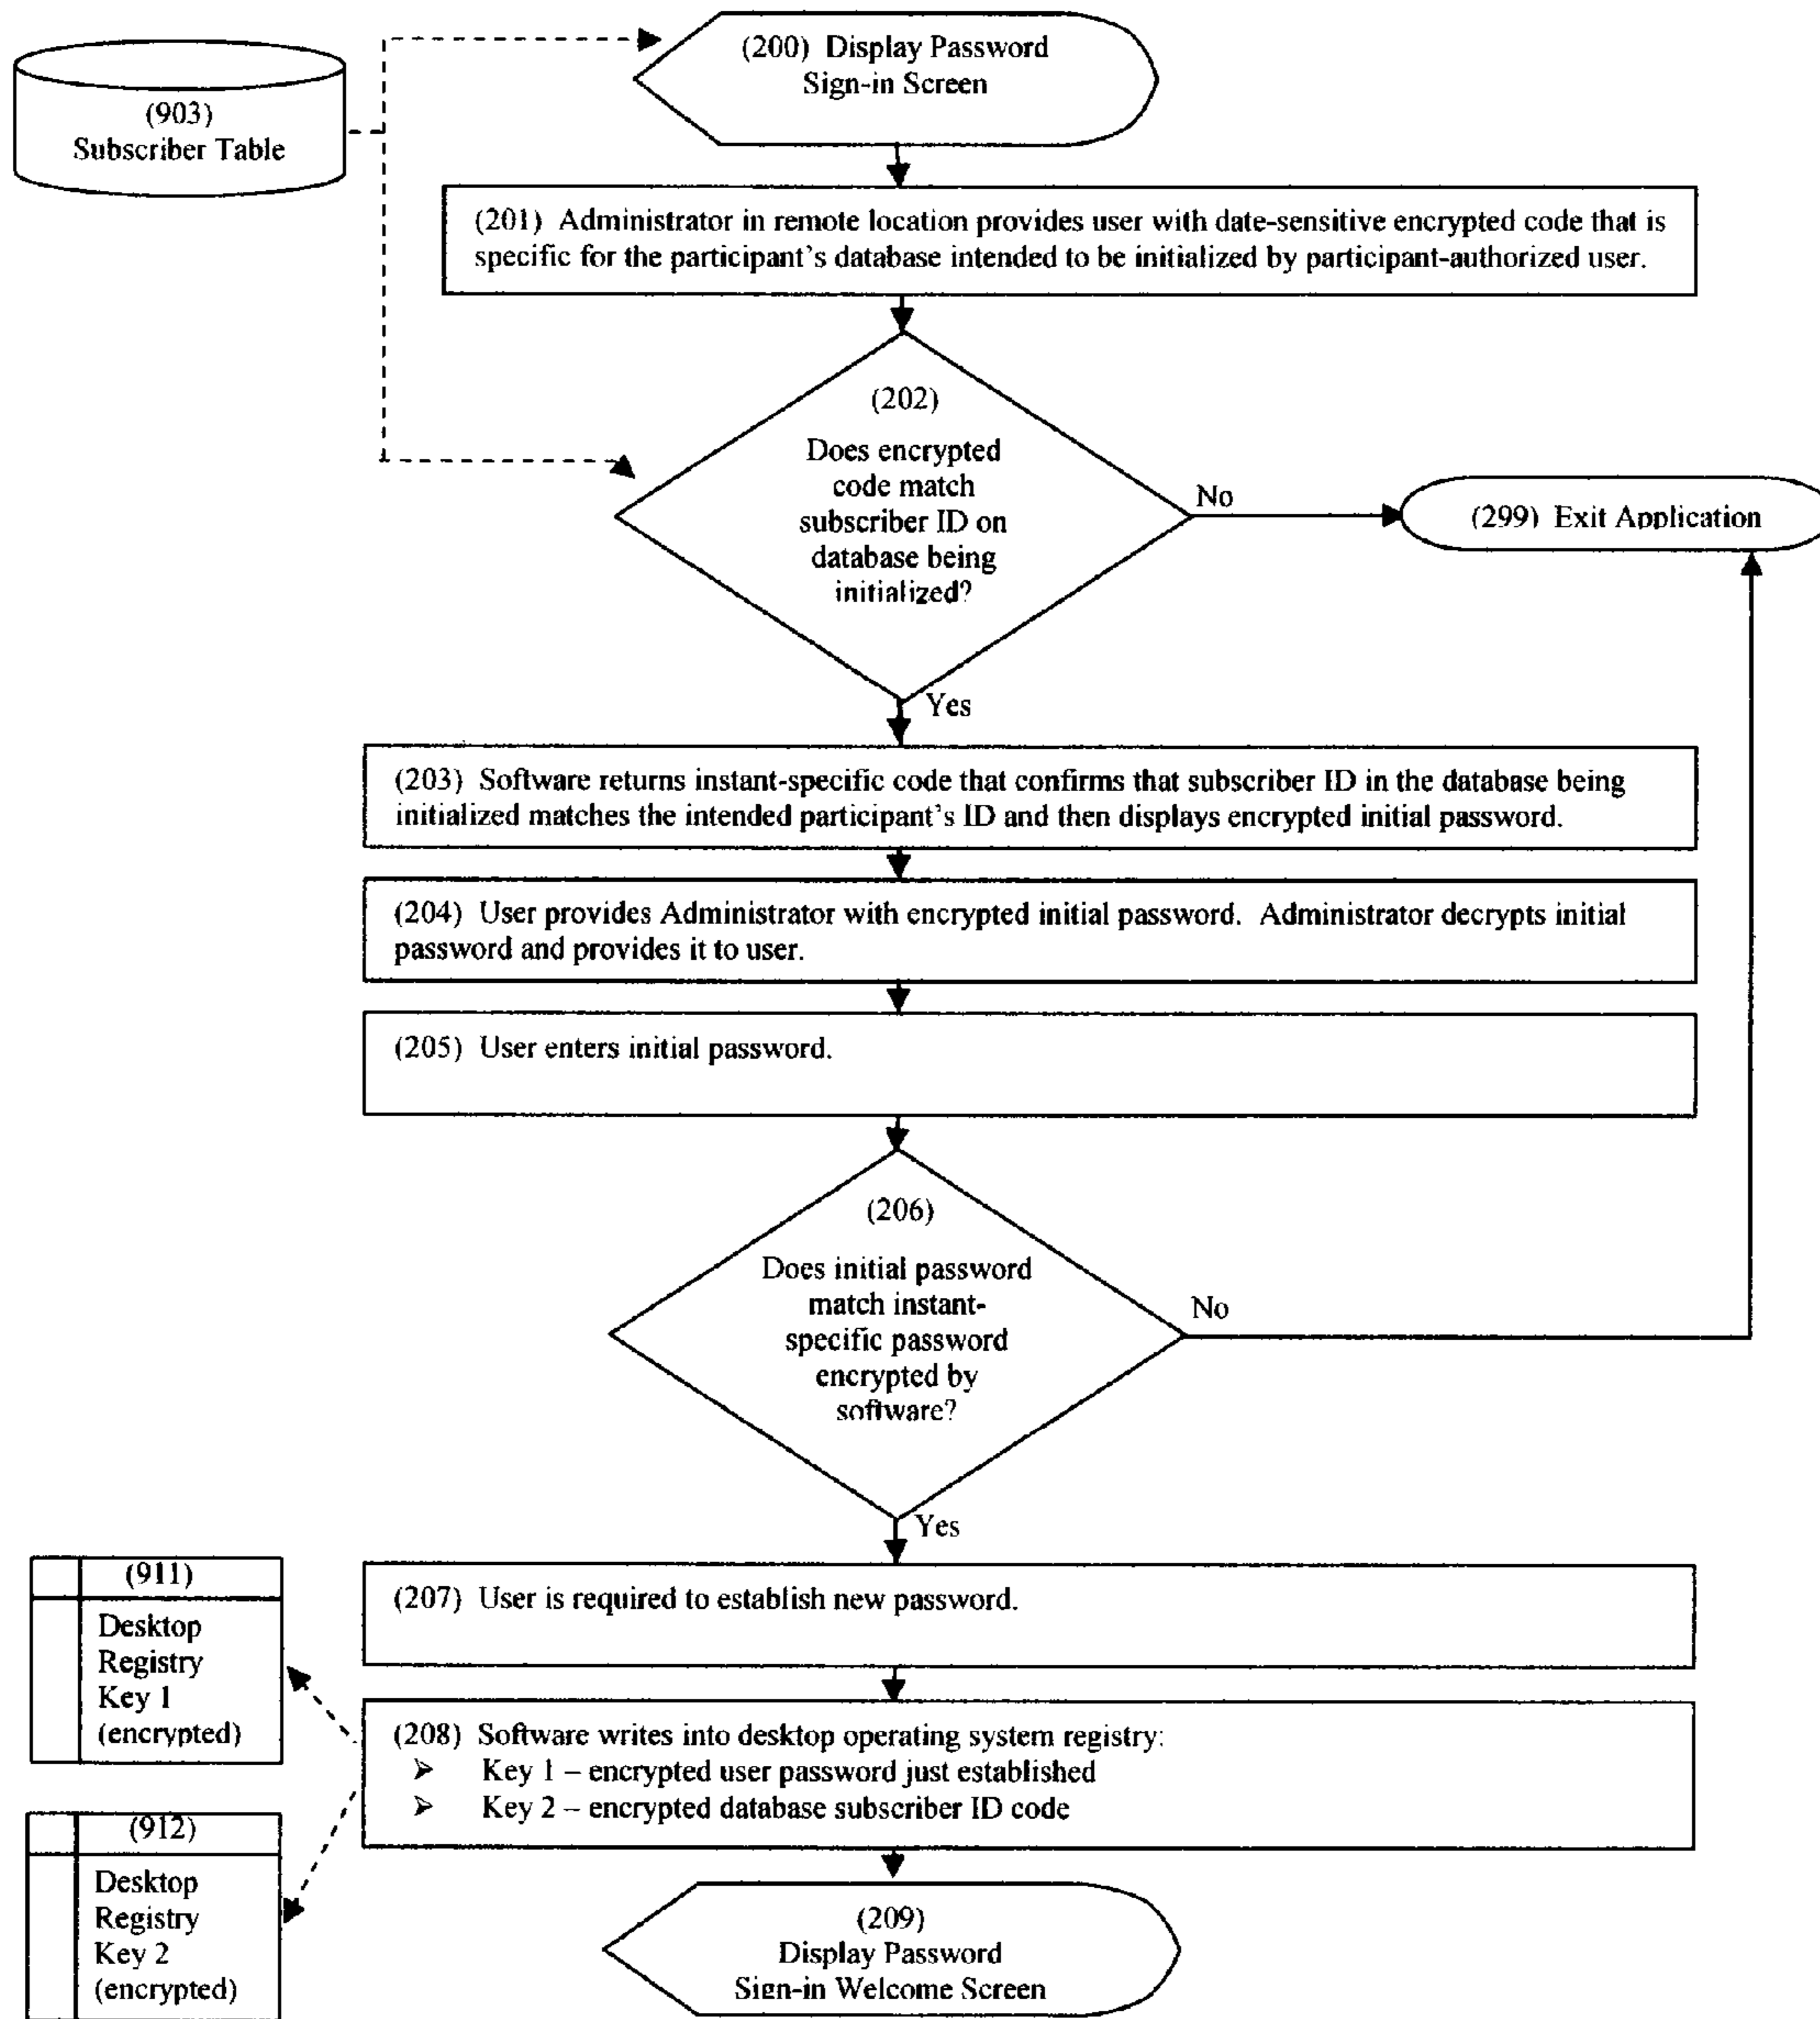 (903)
Subscriber Table
(200) Display Password
Sign-in Screen
(201) Administrator in remote location provides user with date-sensitive encrypted code that is
specific for the participant's database intended to be initialized by participant-authorized user.
(202)
Does encrypted
code match
subscriber ID on
database being
initialized?
No
(299) Exit Application
Yes
(203) Software returns instant-specific code that confirms that subscriber ID in the database being
initialized matches the intended participant's ID and then displays encrypted initial password.
(204) User provides Administrator with encrypted initial password. Administrator decrypts initial
password and provides it to user.
(205) User enters initial password.
(206)
Does initial password
match instant-
specific password
encrypted by
software?
No
Yes
(207) User is required to establish new password.
(911)
Desktop
Registry
Key 1
(encrypted)
(208) Software writes into desktop operating system registry:
➢ Key 1 – encrypted user password just established
➢ Key 2 – encrypted database subscriber ID code
(912)
Desktop
Registry
Key 2
(encrypted)
(209)
Display Password
Sign-in Welcome Screen